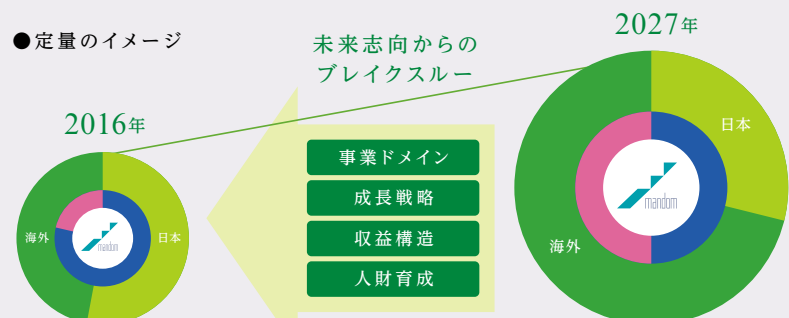 ●定量のイメージ
未来志向からの
ブレイクスルー
2027年
2016年
事業ドメイン
成長戦略
収益構造
人財育成
海外
日本
mandom
日本
海外
mandom